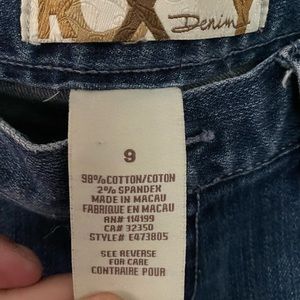 ROXY
Denim
9
98% COTTON/COTON
2% SPANDEX
MADE IN MACAU
FABRIQUE EN MACAU
RN# 114199
CA# 32350
STYLE# E473805
SEE REVERSE
FOR CARE
CONTRAIRE POUR